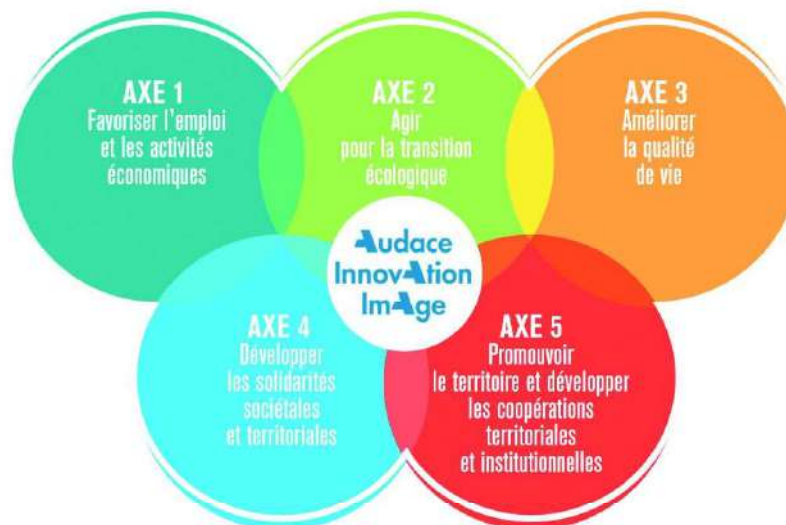 AXE 1
Favoriser l'emploi
et les activités
économiques
AXE 2
Agir
pour la transition
écologique
AXE 3
Améliorer
la qualité
de vie
Audace
InnovAtion
ImAge
AXE 4
Développer
les solidarités
sociétales
et territoriales
AXE 5
Promouvoir
le territoire et développer
les coopérations
territoriales
et institutionnelles